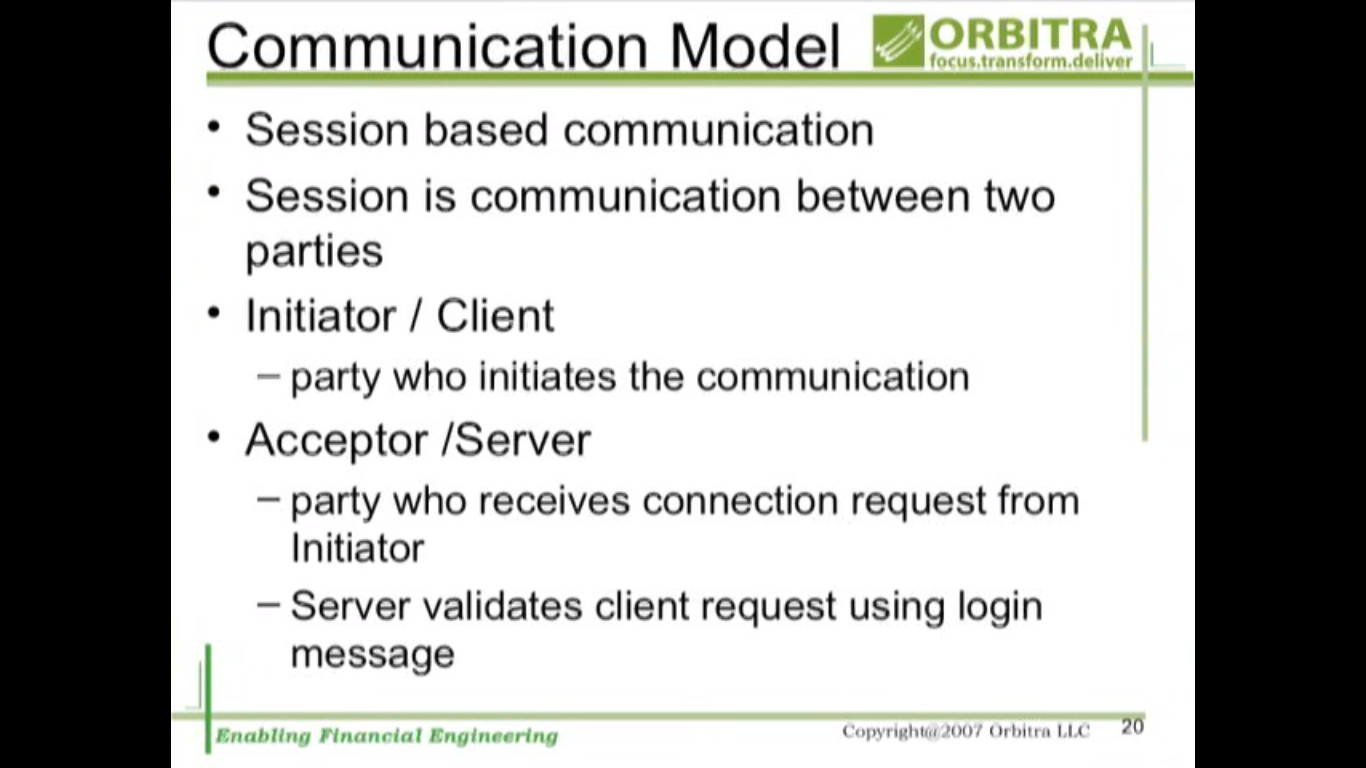 Communication Model
ORBITRA
focus.transform.deliver
• Session based communication
• Session is communication between two
parties
• Initiator / Client
– party who initiates the communication
• Acceptor /Server
– party who receives connection request from
Initiator
– Server validates client request using login
message
Enabling Financial Engineering
Copyright@2007 Orbitra LLC
20